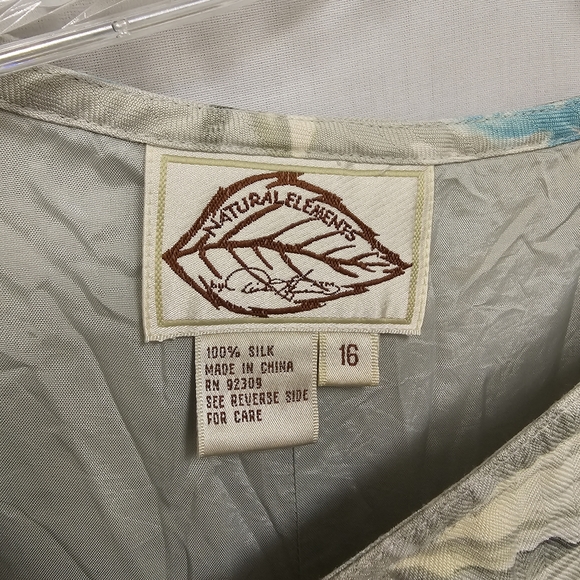 NATURAL ELEMENTS
by
100% SILK
MADE IN CHINA
RN 92309
SEE REVERSE SIDE
FOR CARE
16